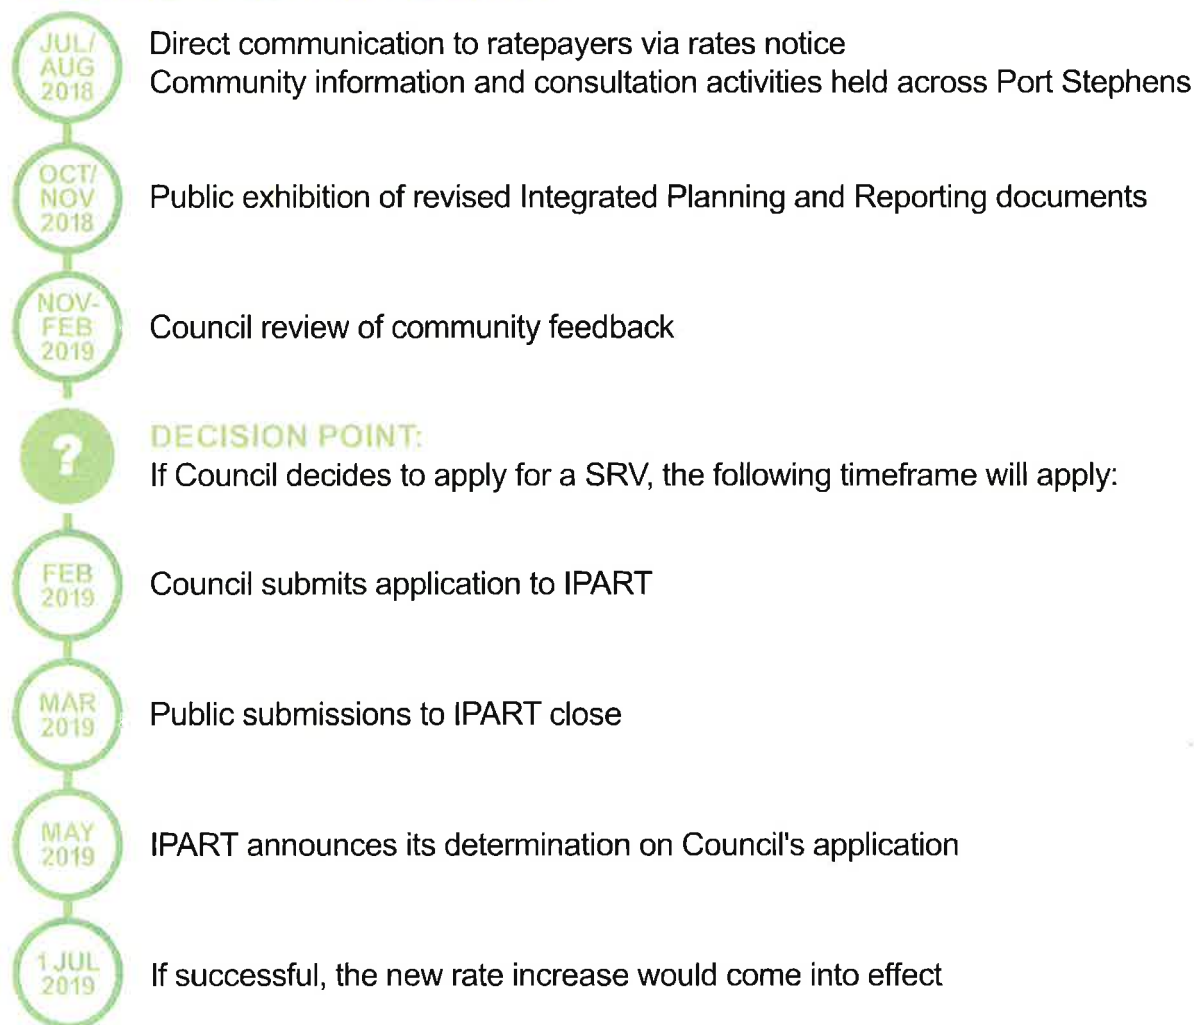 JUL/
AUG
2018
Direct communication to ratepayers via rates notice
Community information and consultation activities held across Port Stephens
OCT/
NOV
2018
Public exhibition of revised Integrated Planning and Reporting documents
NOV-
FEB
2019
Council review of community feedback
?
DECISION POINT:
If Council decides to apply for a SRV, the following timeframe will apply:
FEB
2019
Council submits application to IPART
MAR
2019
Public submissions to IPART close
MAY
2019
IPART announces its determination on Council's application
1 JUL
2019
If successful, the new rate increase would come into effect